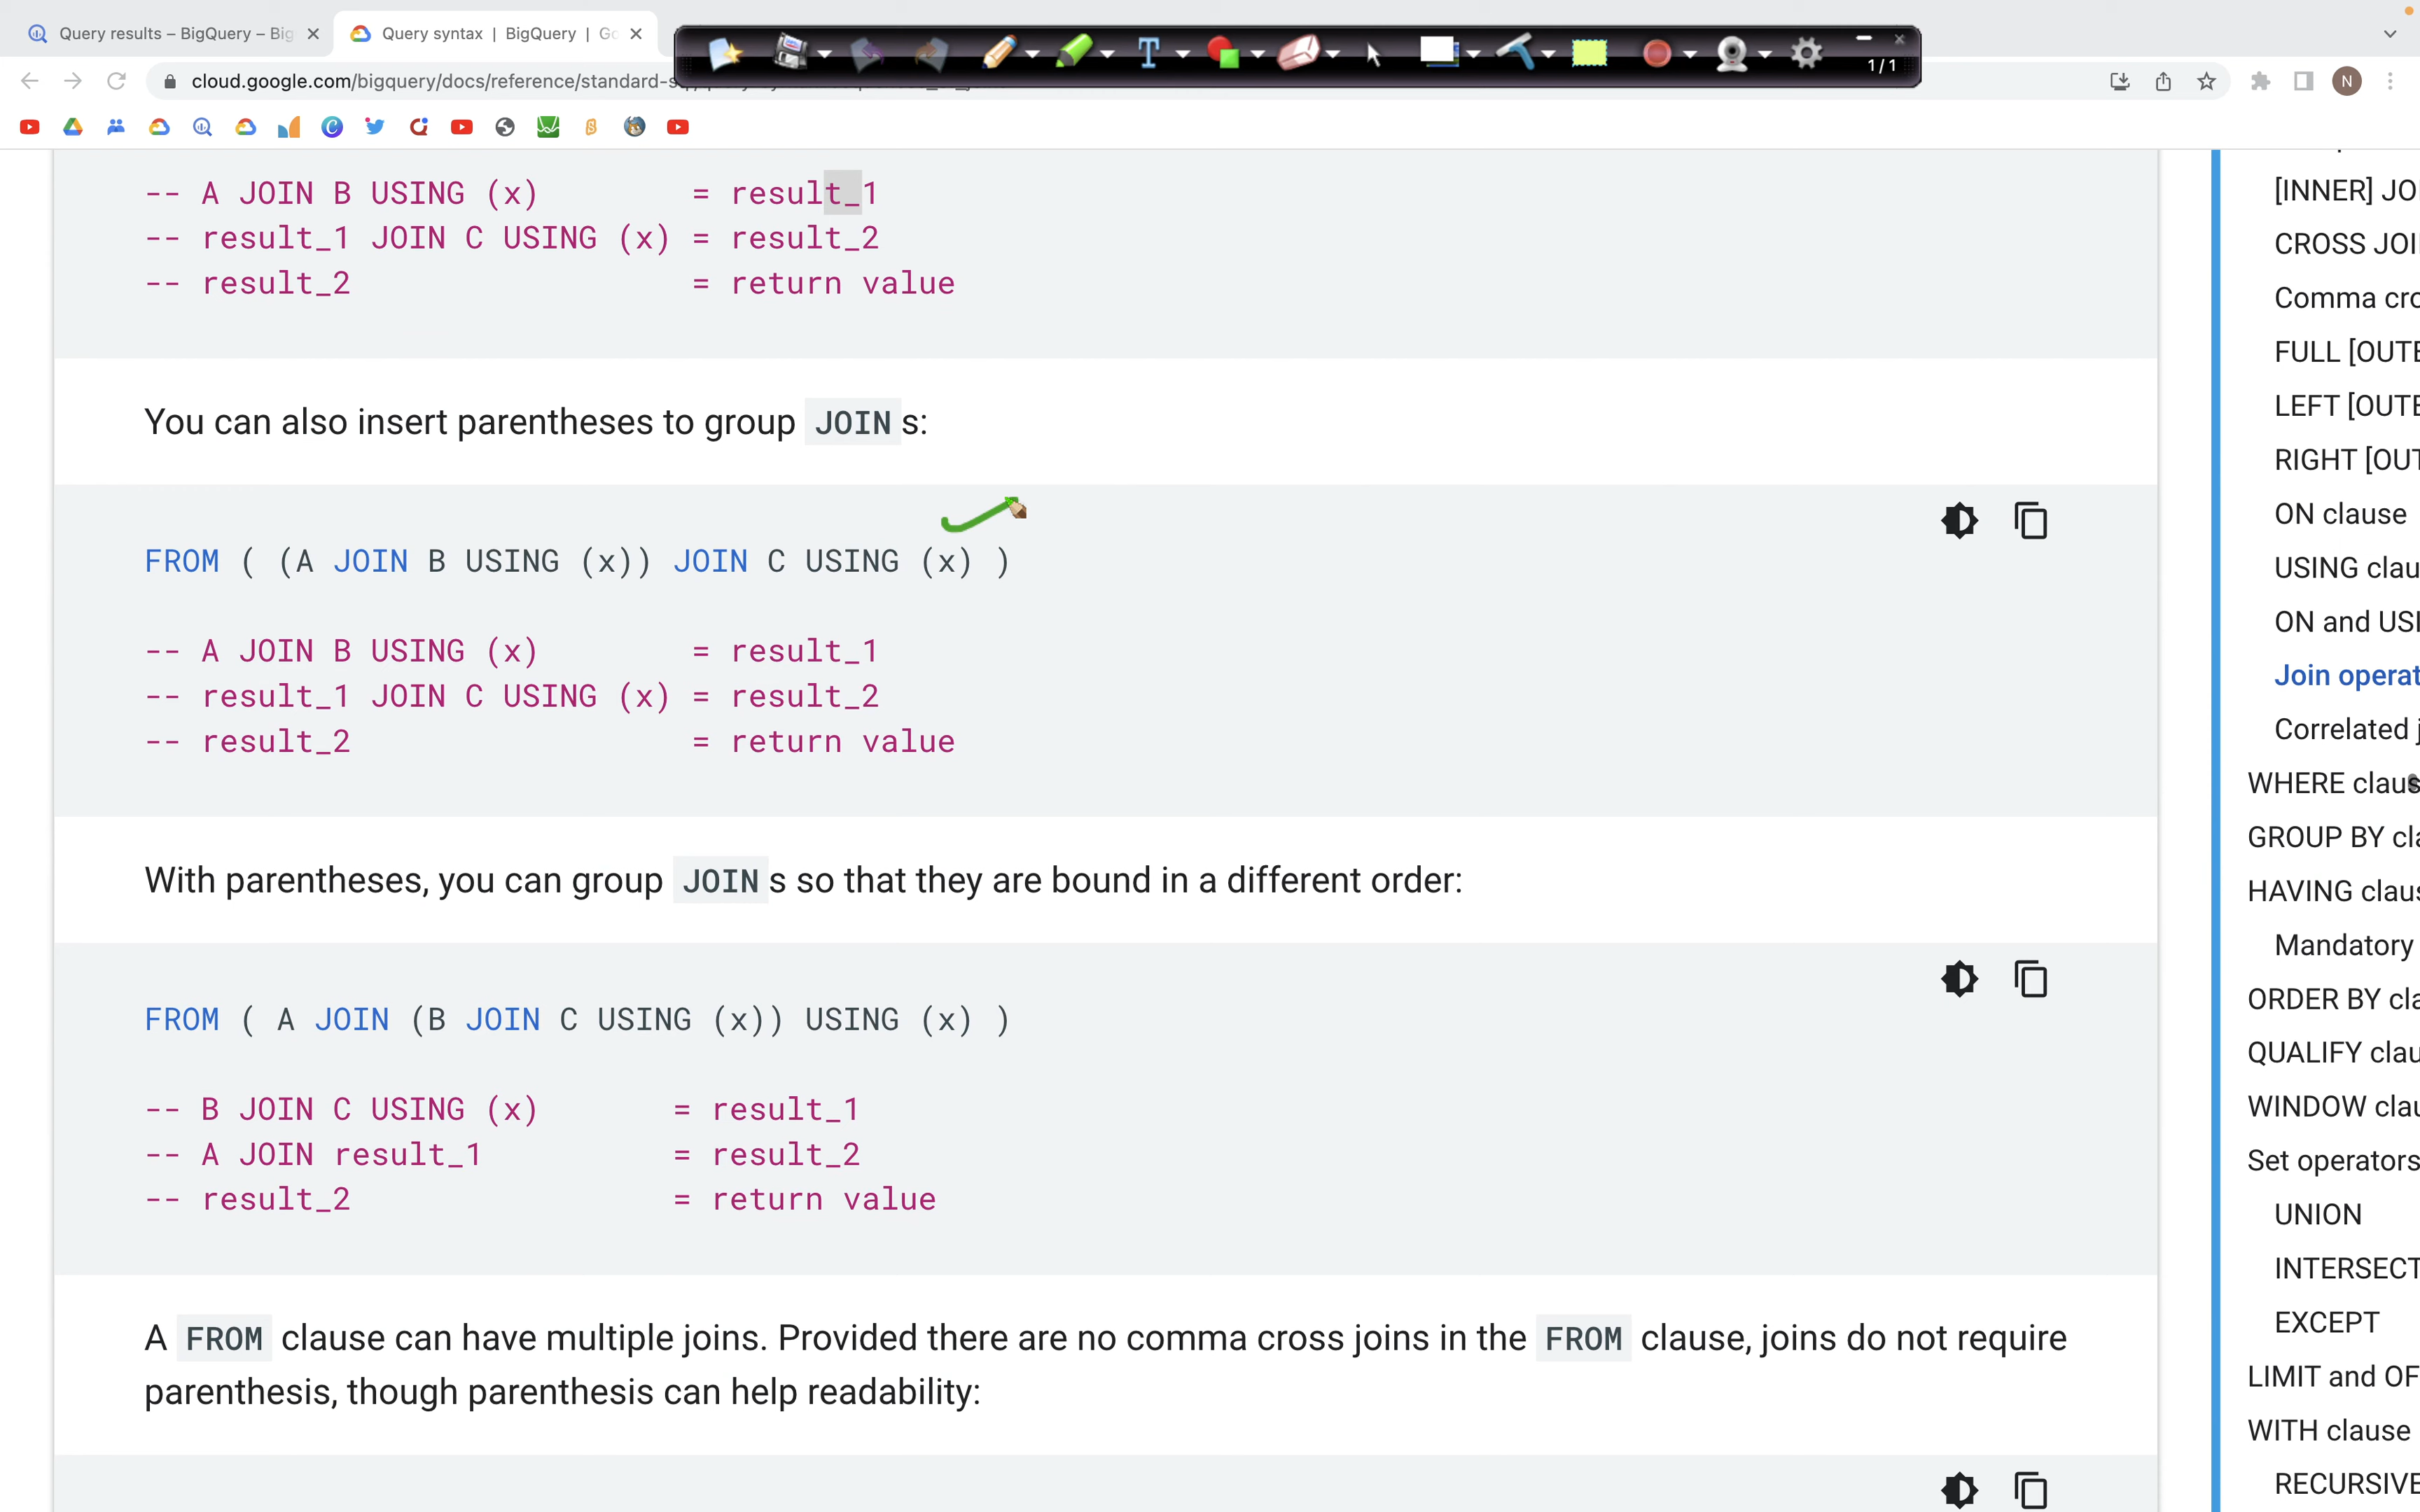 Query results – BigQuery – Big
Query syntax | BigQuery | Go
1/1
cloud.google.com/bigquery/docs/reference/standard-s
N
-- A JOIN B USING (x) = result_1
-- result_1 JOIN C USING (x) = result_2
-- result_2 = return value
You can also insert parentheses to group JOIN s:
FROM ( (A JOIN B USING (x)) JOIN C USING (x) )
-- A JOIN B USING (x) = result_1
-- result_1 JOIN C USING (x) = result_2
-- result_2 = return value
With parentheses, you can group JOIN s so that they are bound in a different order:
FROM ( A JOIN (B JOIN C USING (x)) USING (x) )
-- B JOIN C USING (x) = result_1
-- A JOIN result_1 = result_2
-- result_2 = return value
A FROM clause can have multiple joins. Provided there are no comma cross joins in the FROM clause, joins do not require
parenthesis, though parenthesis can help readability:
[INNER] JOI
CROSS JOI
Comma cro
FULL [OUTE
LEFT [OUTE
RIGHT [OUT
ON clause
USING clau
ON and USI
Join operat
Correlated j
WHERE claus
GROUP BY cla
HAVING claus
Mandatory
ORDER BY cla
QUALIFY clau
WINDOW clau
Set operators
UNION
INTERSECT
EXCEPT
LIMIT and OF
WITH clause
RECURSIVE